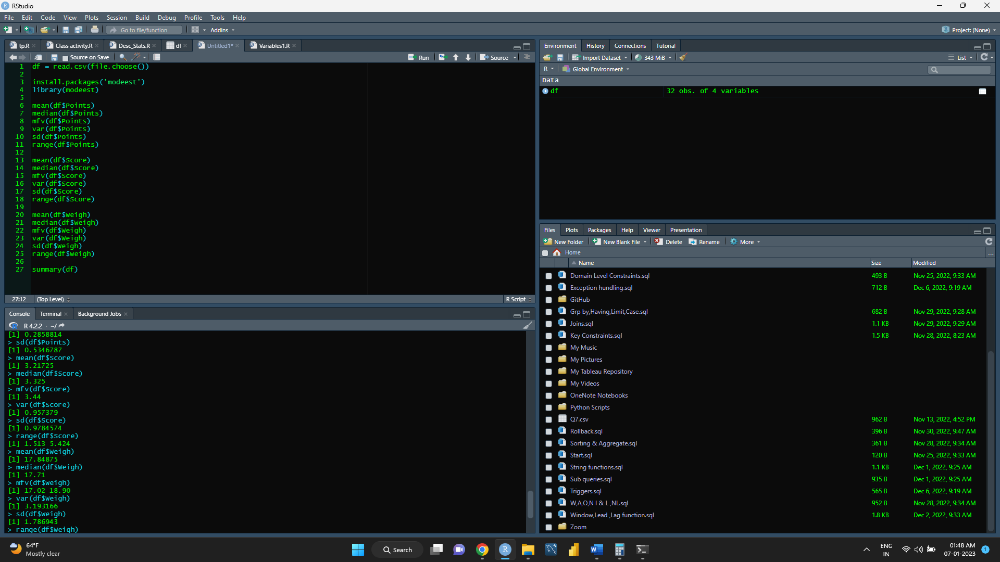 RStudio
File Edit Code View Plots Session Build Debug Profile Tools Help
Go to file/function Addins Project: (None)
tp.R Class activity.R Desc_Stats.R df Untitled1* Variables1.R
Source on Save Run Source
1 df = read.csv(file.choose())
2
3 install.packages('modeest')
4 library(modeest)
5
6 mean(df$Points)
7 median(df$Points)
8 mfv(df$Points)
9 var(df$Points)
10 sd(df$Points)
11 range(df$Points)
12
13 mean(df$Score)
14 median(df$Score)
15 mfv(df$Score)
16 var(df$Score)
17 sd(df$Score)
18 range(df$Score)
19
20 mean(df$Weigh)
21 median(df$Weigh)
22 mfv(df$Weigh)
23 var(df$Weigh)
24 sd(df$Weigh)
25 range(df$Weigh)
26
27 summary(df)
27:12 (Top Level) R Script
Console Terminal Background Jobs
R 4.2.2 · ~/
[1] 0.2858814
> sd(df$Points)
[1] 0.5346787
> mean(df$Score)
[1] 3.21725
> median(df$Score)
[1] 3.325
> mfv(df$Score)
[1] 3.44
> var(df$Score)
[1] 0.957379
> sd(df$Score)
[1] 0.9784574
> range(df$Score)
[1] 1.513 5.424
> mean(df$Weigh)
[1] 17.84875
> median(df$Weigh)
[1] 17.71
> mfv(df$Weigh)
[1] 17.02 18.90
> var(df$Weigh)
[1] 3.193166
> sd(df$Weigh)
[1] 1.786943
> range(df$Weigh)
Environment History Connections Tutorial
Import Dataset 343 MiB List
R Global Environment
Data
df 32 obs. of 4 variables
Files Plots Packages Help Viewer Presentation
New Folder New Blank File Delete Rename More
Home ...
Name Size Modified
Domain Level Constraints.sql 493 B Nov 25, 2022, 9:33 AM
Exception hundling.sql 712 B Dec 6, 2022, 9:19 AM
GitHub
Grp by,Having,Limit,Case.sql 682 B Nov 29, 2022, 9:28 AM
Joins.sql 1.1 KB Nov 29, 2022, 9:29 AM
Key Constraints.sql 1.5 KB Nov 28, 2022, 8:23 AM
My Music
My Pictures
My Tableau Repository
My Videos
OneNote Notebooks
Python Scripts
Q7.csv 962 B Nov 13, 2022, 4:52 PM
Rollback.sql 396 B Nov 30, 2022, 9:47 AM
Sorting & Aggregate.sql 361 B Nov 28, 2022, 9:34 AM
Start.sql 120 B Nov 25, 2022, 9:33 AM
String functions.sql 1.1 KB Dec 1, 2022, 9:25 AM
Sub queries.sql 935 B Dec 1, 2022, 9:25 AM
Triggers.sql 565 B Dec 6, 2022, 9:19 AM
W,A,O,N I & L ,NL.sql 952 B Nov 28, 2022, 9:34 AM
Window,Lead ,Lag function.sql 1.8 KB Dec 2, 2022, 9:33 AM
Zoom
64°F
Mostly clear
Search
ENG
IN
01:48 AM
07-01-2023
1